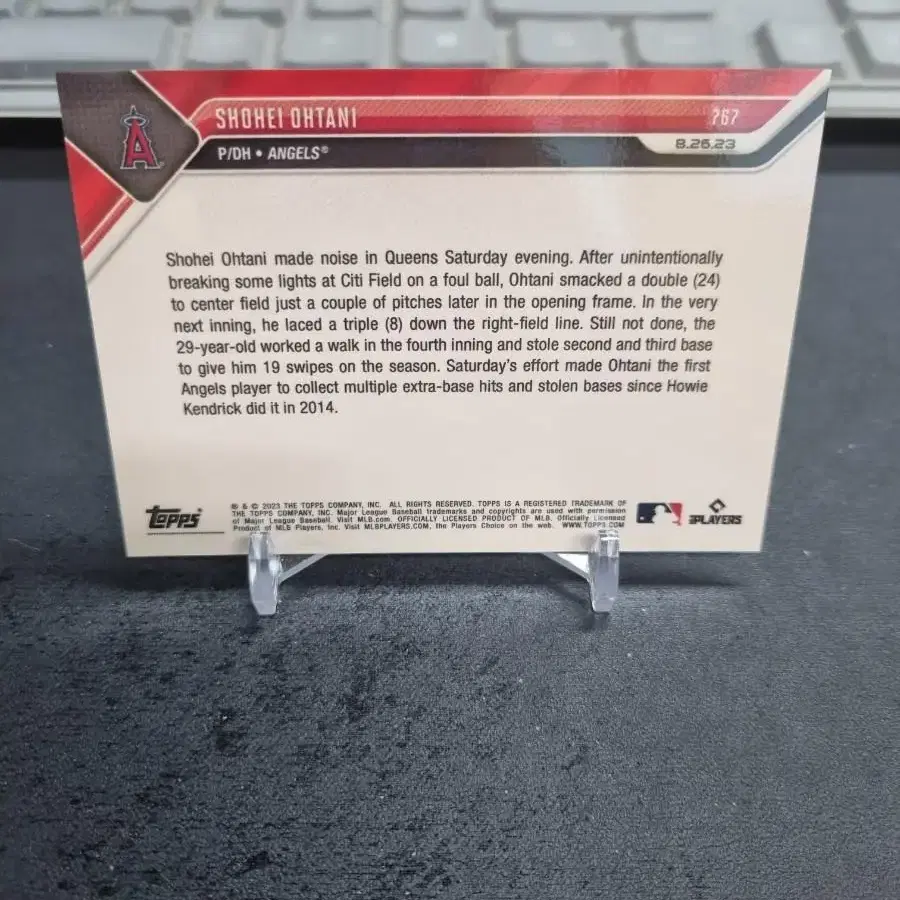 SHOHEI OHTANI 767
P/DH • ANGELS® 8.26.23
A
Shohei Ohtani made noise in Queens Saturday evening. After unintentionally
breaking some lights at Citi Field on a foul ball, Ohtani smacked a double (24)
to center field just a couple of pitches later in the opening frame. In the very
next inning, he laced a triple (8) down the right-field line. Still not done, the
29-year-old worked a walk in the fourth inning and stole second and third base
to give him 19 swipes on the season. Saturday's effort made Ohtani the first
Angels player to collect multiple extra-base hits and stolen bases since Howie
Kendrick did it in 2014.
topps
® & © 2023 THE TOPPS COMPANY, INC. ALL RIGHTS RESERVED. TOPPS IS A REGISTERED TRADEMARK OF
THE TOPPS COMPANY, INC. Major League Baseball trademarks and copyrights are used with permission
of Major League Baseball. Visit MLB.com. OFFICIALLY LICENSED PRODUCT OF MLB. Officially Licensed
Product of MLB Players, Inc. Visit MLBPLAYERS.COM, the Players Choice on the web. WWW.TOPPS.COM
PLAYERS